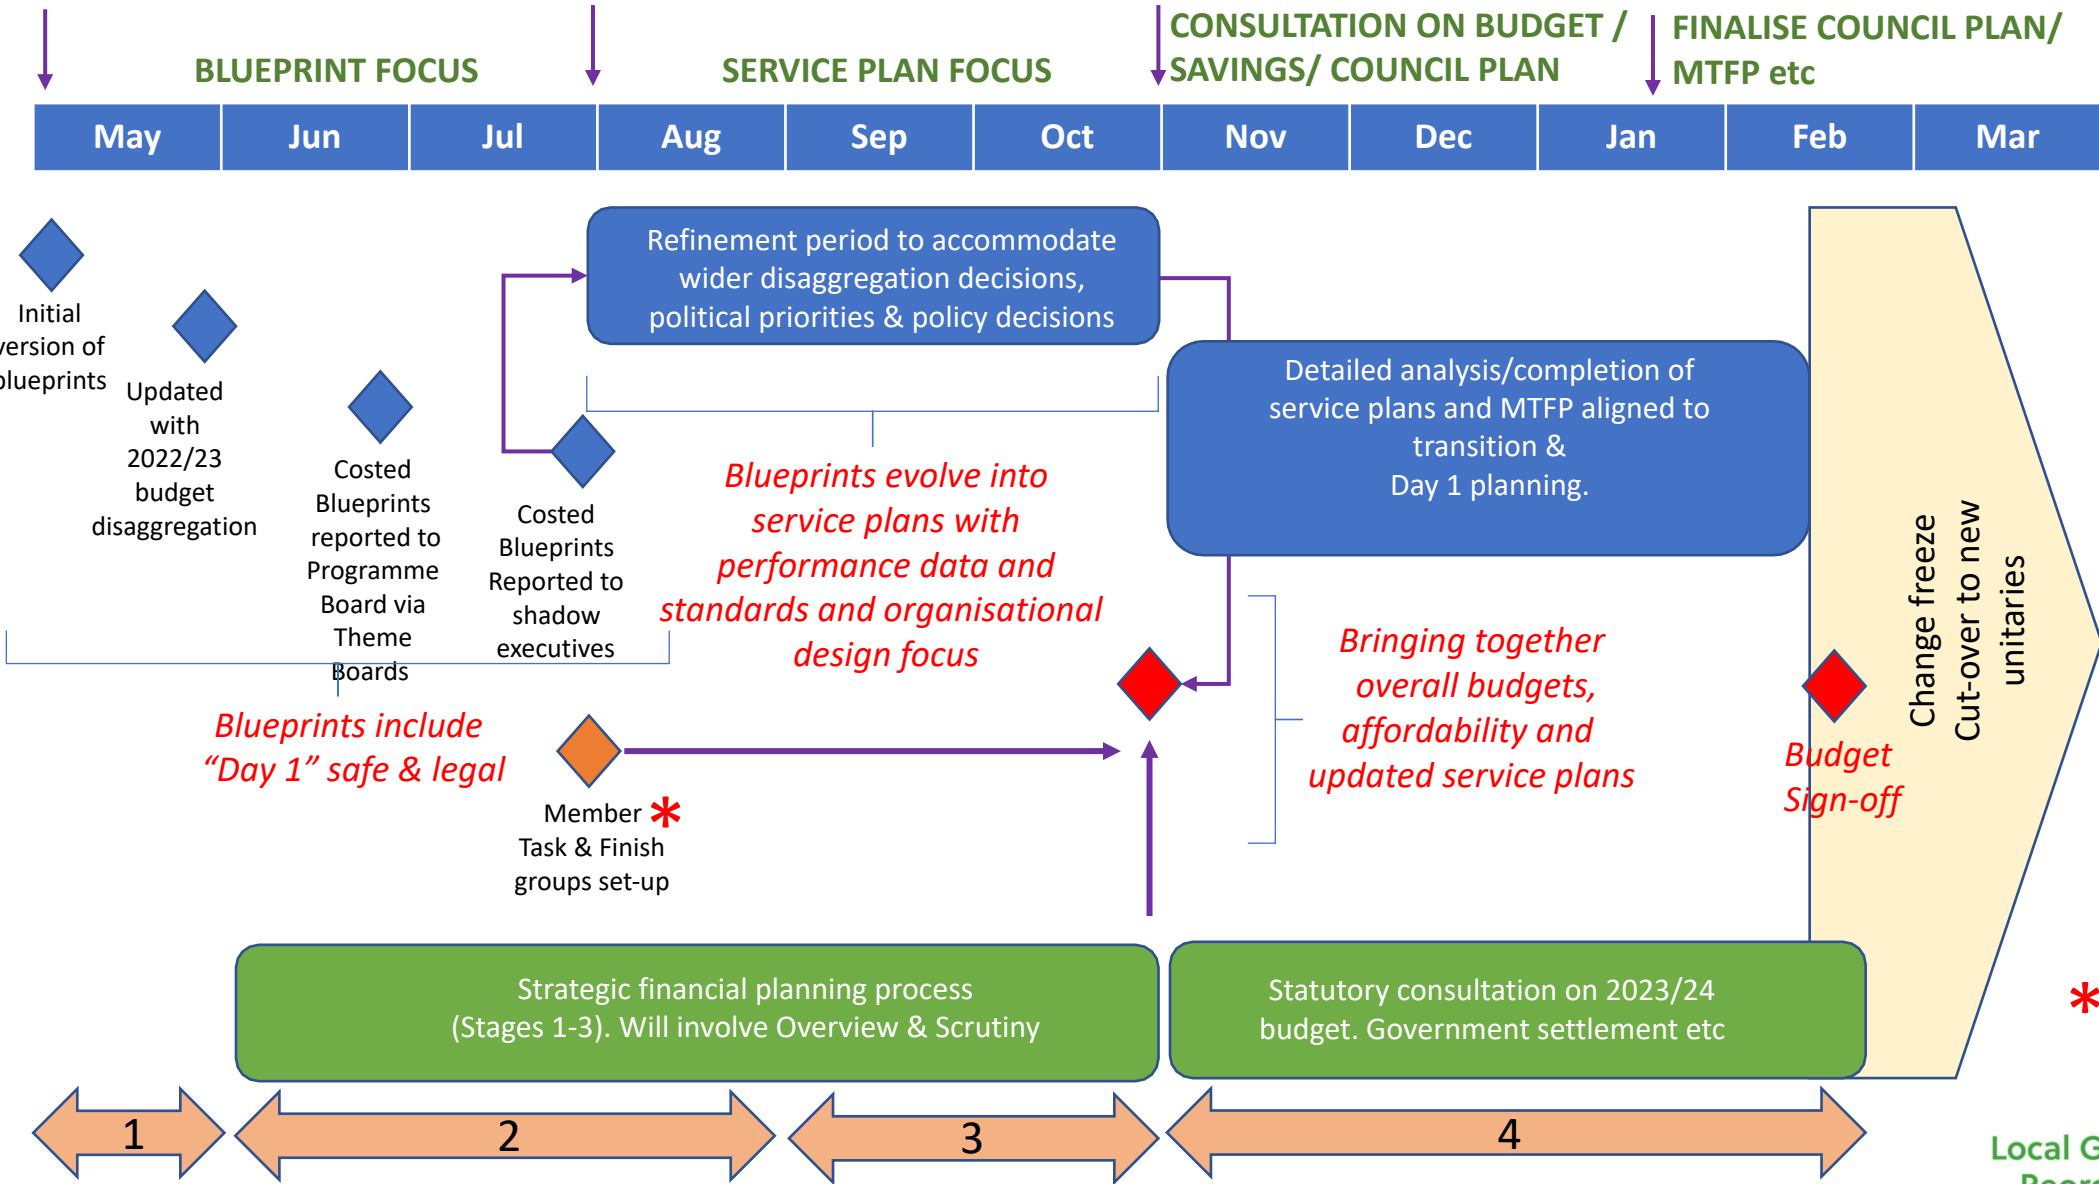 BLUEPRINT FOCUS
SERVICE PLAN FOCUS
CONSULTATION ON BUDGET /
SAVINGS/ COUNCIL PLAN
FINALISE COUNCIL PLAN/
MTFP etc
May
Jun
Jul
Aug
Sep
Oct
Nov
Dec
Jan
Feb
Mar
Initial
version of
blueprints
Updated
with
2022/23
budget
disaggregation
Costed
Blueprints
reported to
Programme
Board via
Theme
Boards
Costed
Blueprints
Reported to
shadow
executives
Refinement period to accommodate
wider disaggregation decisions,
political priorities & policy decisions
Detailed analysis/completion of
service plans and MTFP aligned to
transition &
Day 1 planning.
Blueprints evolve into
service plans with
performance data and
standards and organisational
design focus
Blueprints include
“Day 1” safe & legal
Member *
Task & Finish
groups set-up
Bringing together
overall budgets,
affordability and
updated service plans
Budget
Sign-off
Change freeze
Cut-over to new
unitaries
Strategic financial planning process
(Stages 1-3). Will involve Overview & Scrutiny
Statutory consultation on 2023/24
budget. Government settlement etc
*
1
2
3
4
Local G